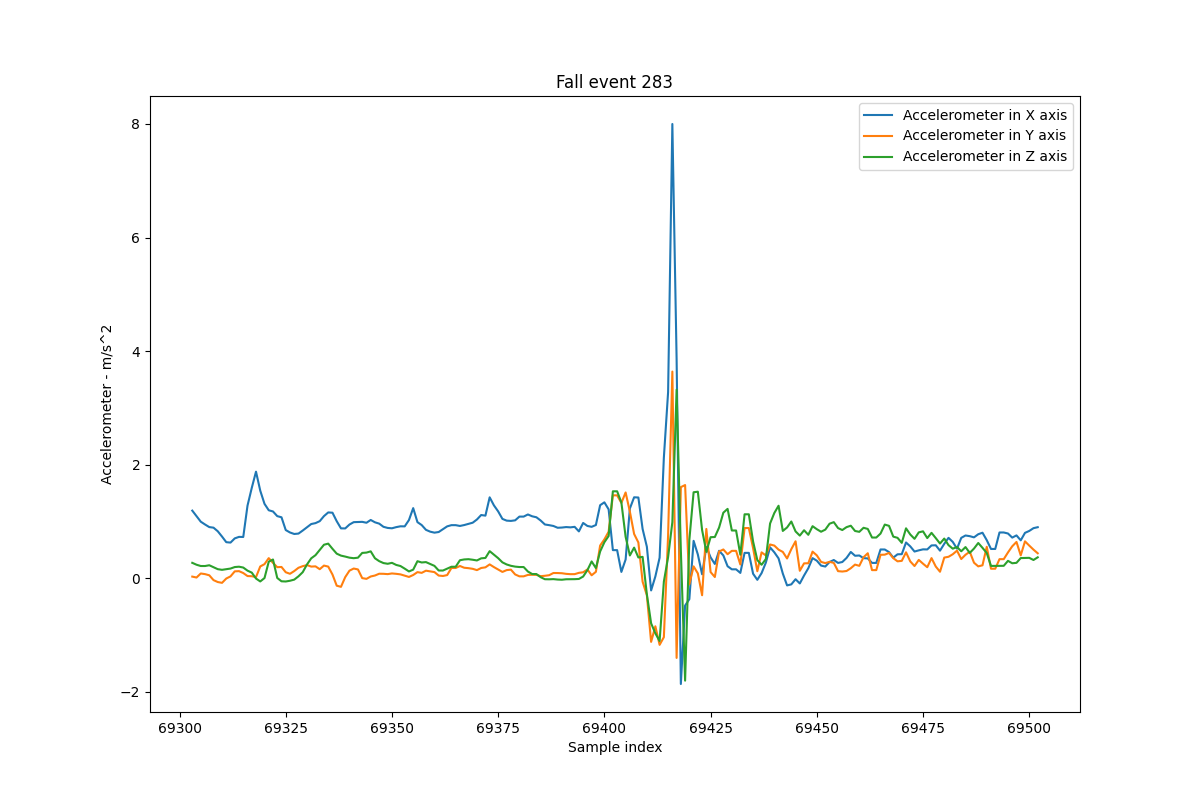 Fall event 283
Accelerometer in X axis
Accelerometer in Y axis
Accelerometer in Z axis
Accelerometer - m/s^2
8
6
4
2
0
−2
69300 69325 69350 69375 69400 69425 69450 69475 69500
Sample index